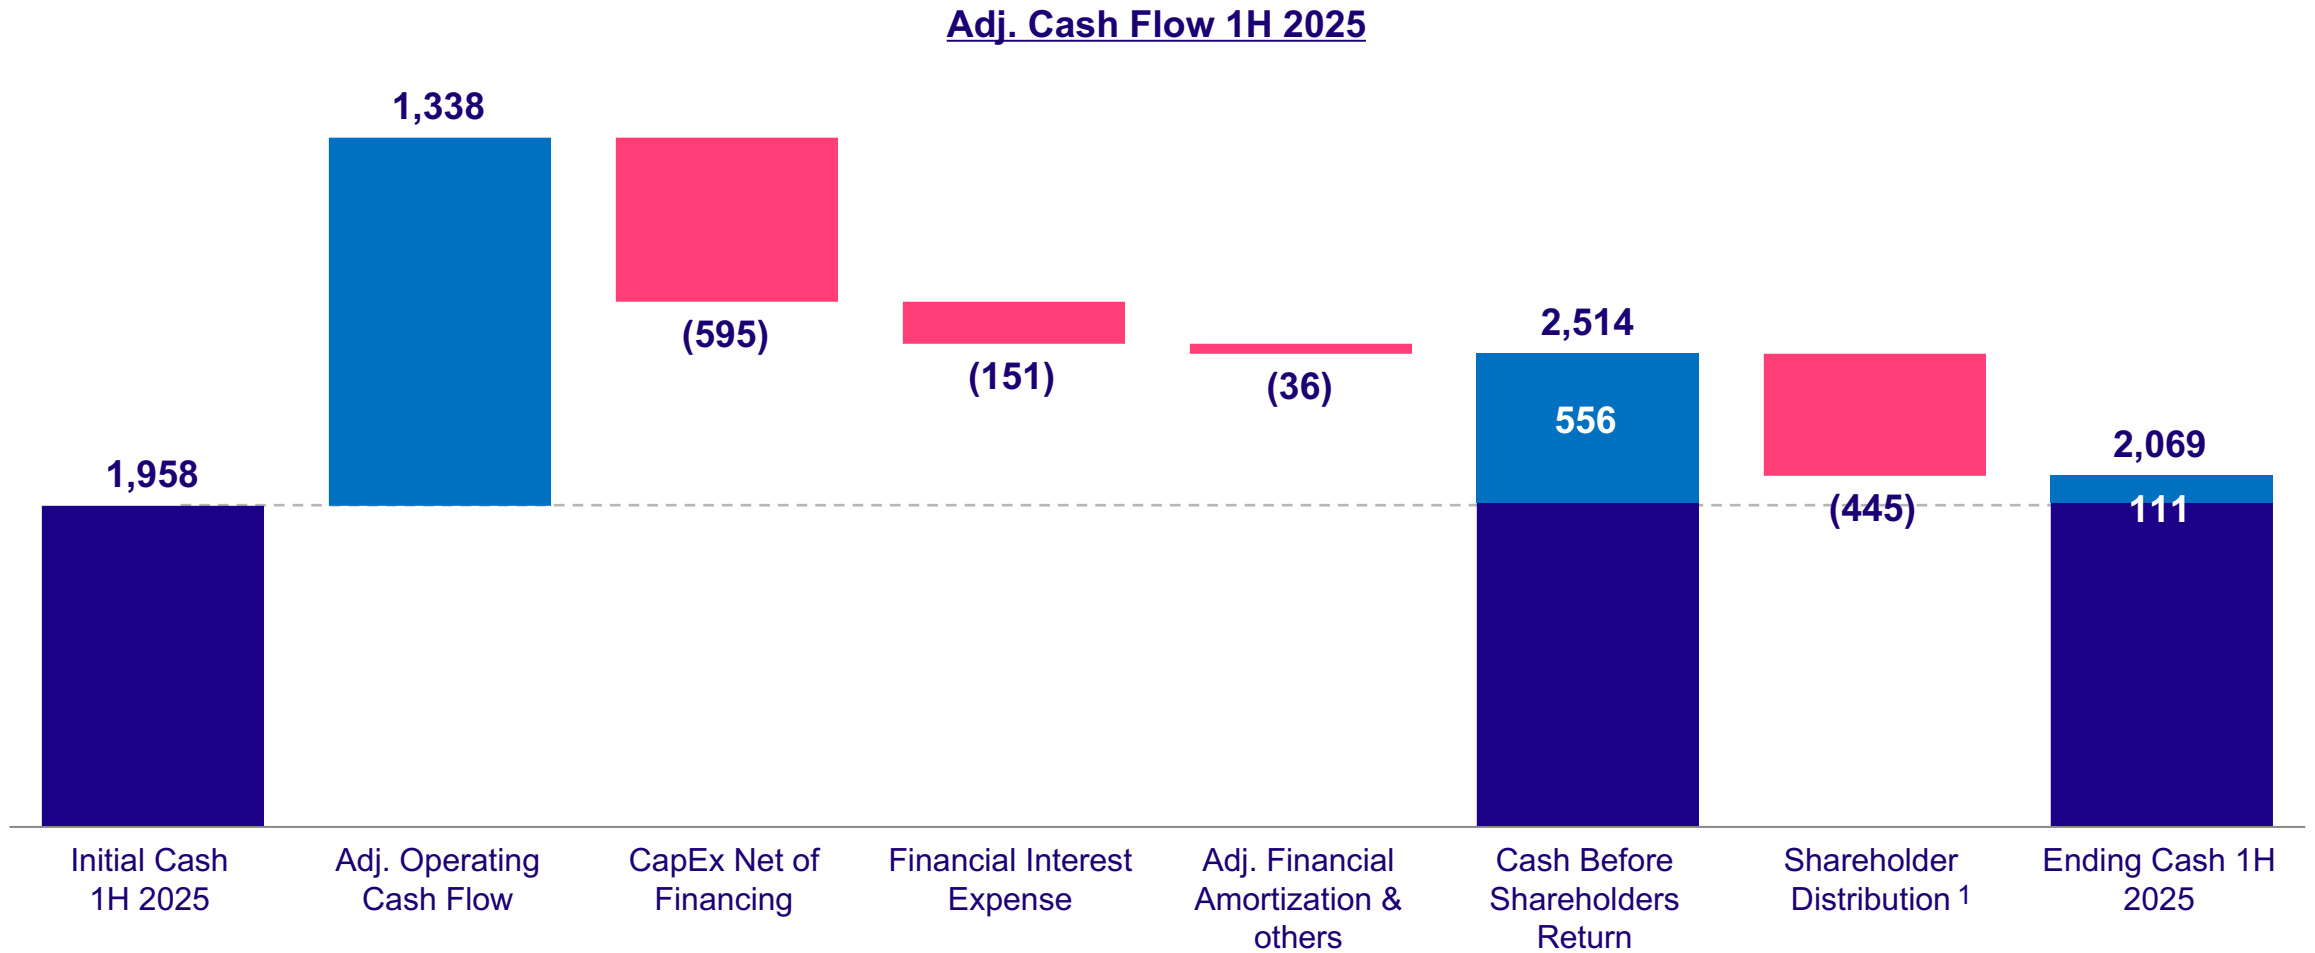 Adj. Cash Flow 1H 2025
1,338
(595)
(151)
(36)
2,514
556
1,958
(445)
2,069
111
Initial Cash
1H 2025
Adj. Operating
Cash Flow
CapEx Net of
Financing
Financial Interest
Expense
Adj. Financial
Amortization &
others
Cash Before
Shareholders
Return
Shareholder
Distribution 1
Ending Cash 1H
2025